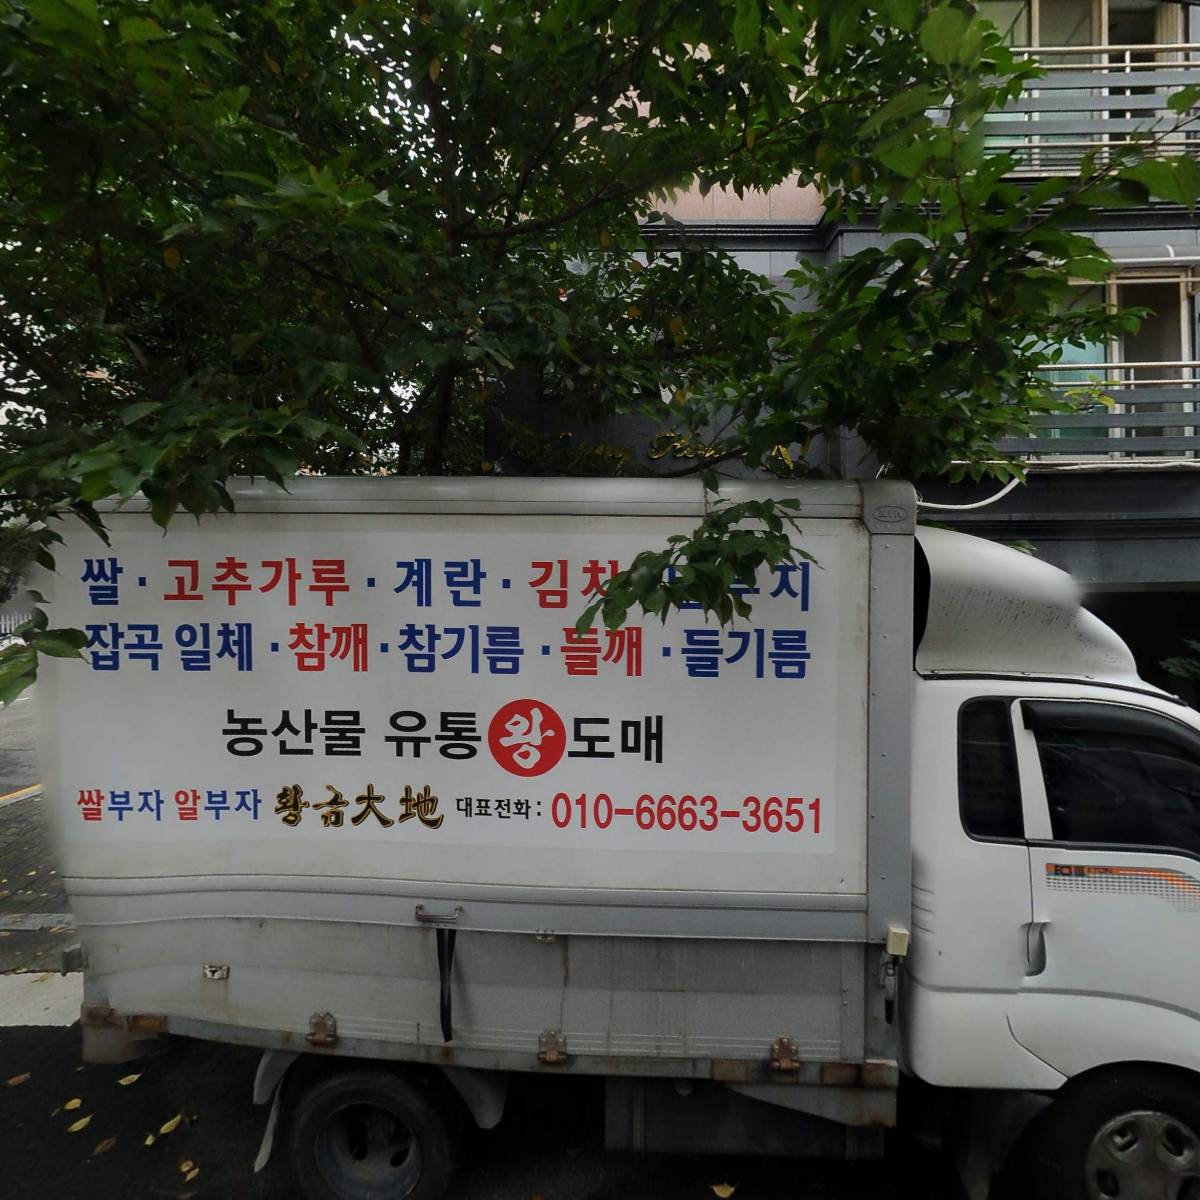 쌀 · 고추가루 · 계란 · 김치
잡곡 일체 · 참깨 · 참기름 · 들깨 · 들기름
농산물 유통 왕 도매
쌀부자 알부자 황금大地 대표전화: 010-6663-3651